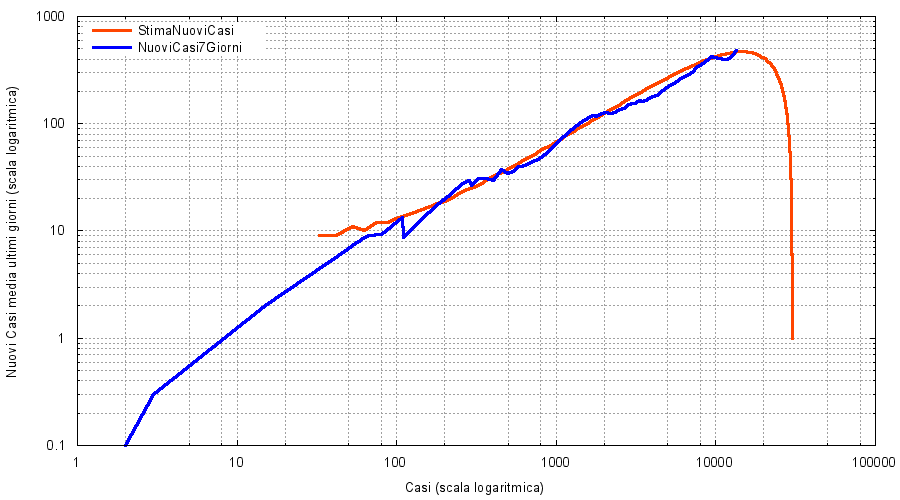 1000
StimaNuoviCasi
NuoviCasi7Giorni
100
10
1
0.1
Nuovi Casi media ultimi giorni (scala logaritmica)
1
10
100
1000
10000
100000
Casi (scala logaritmica)